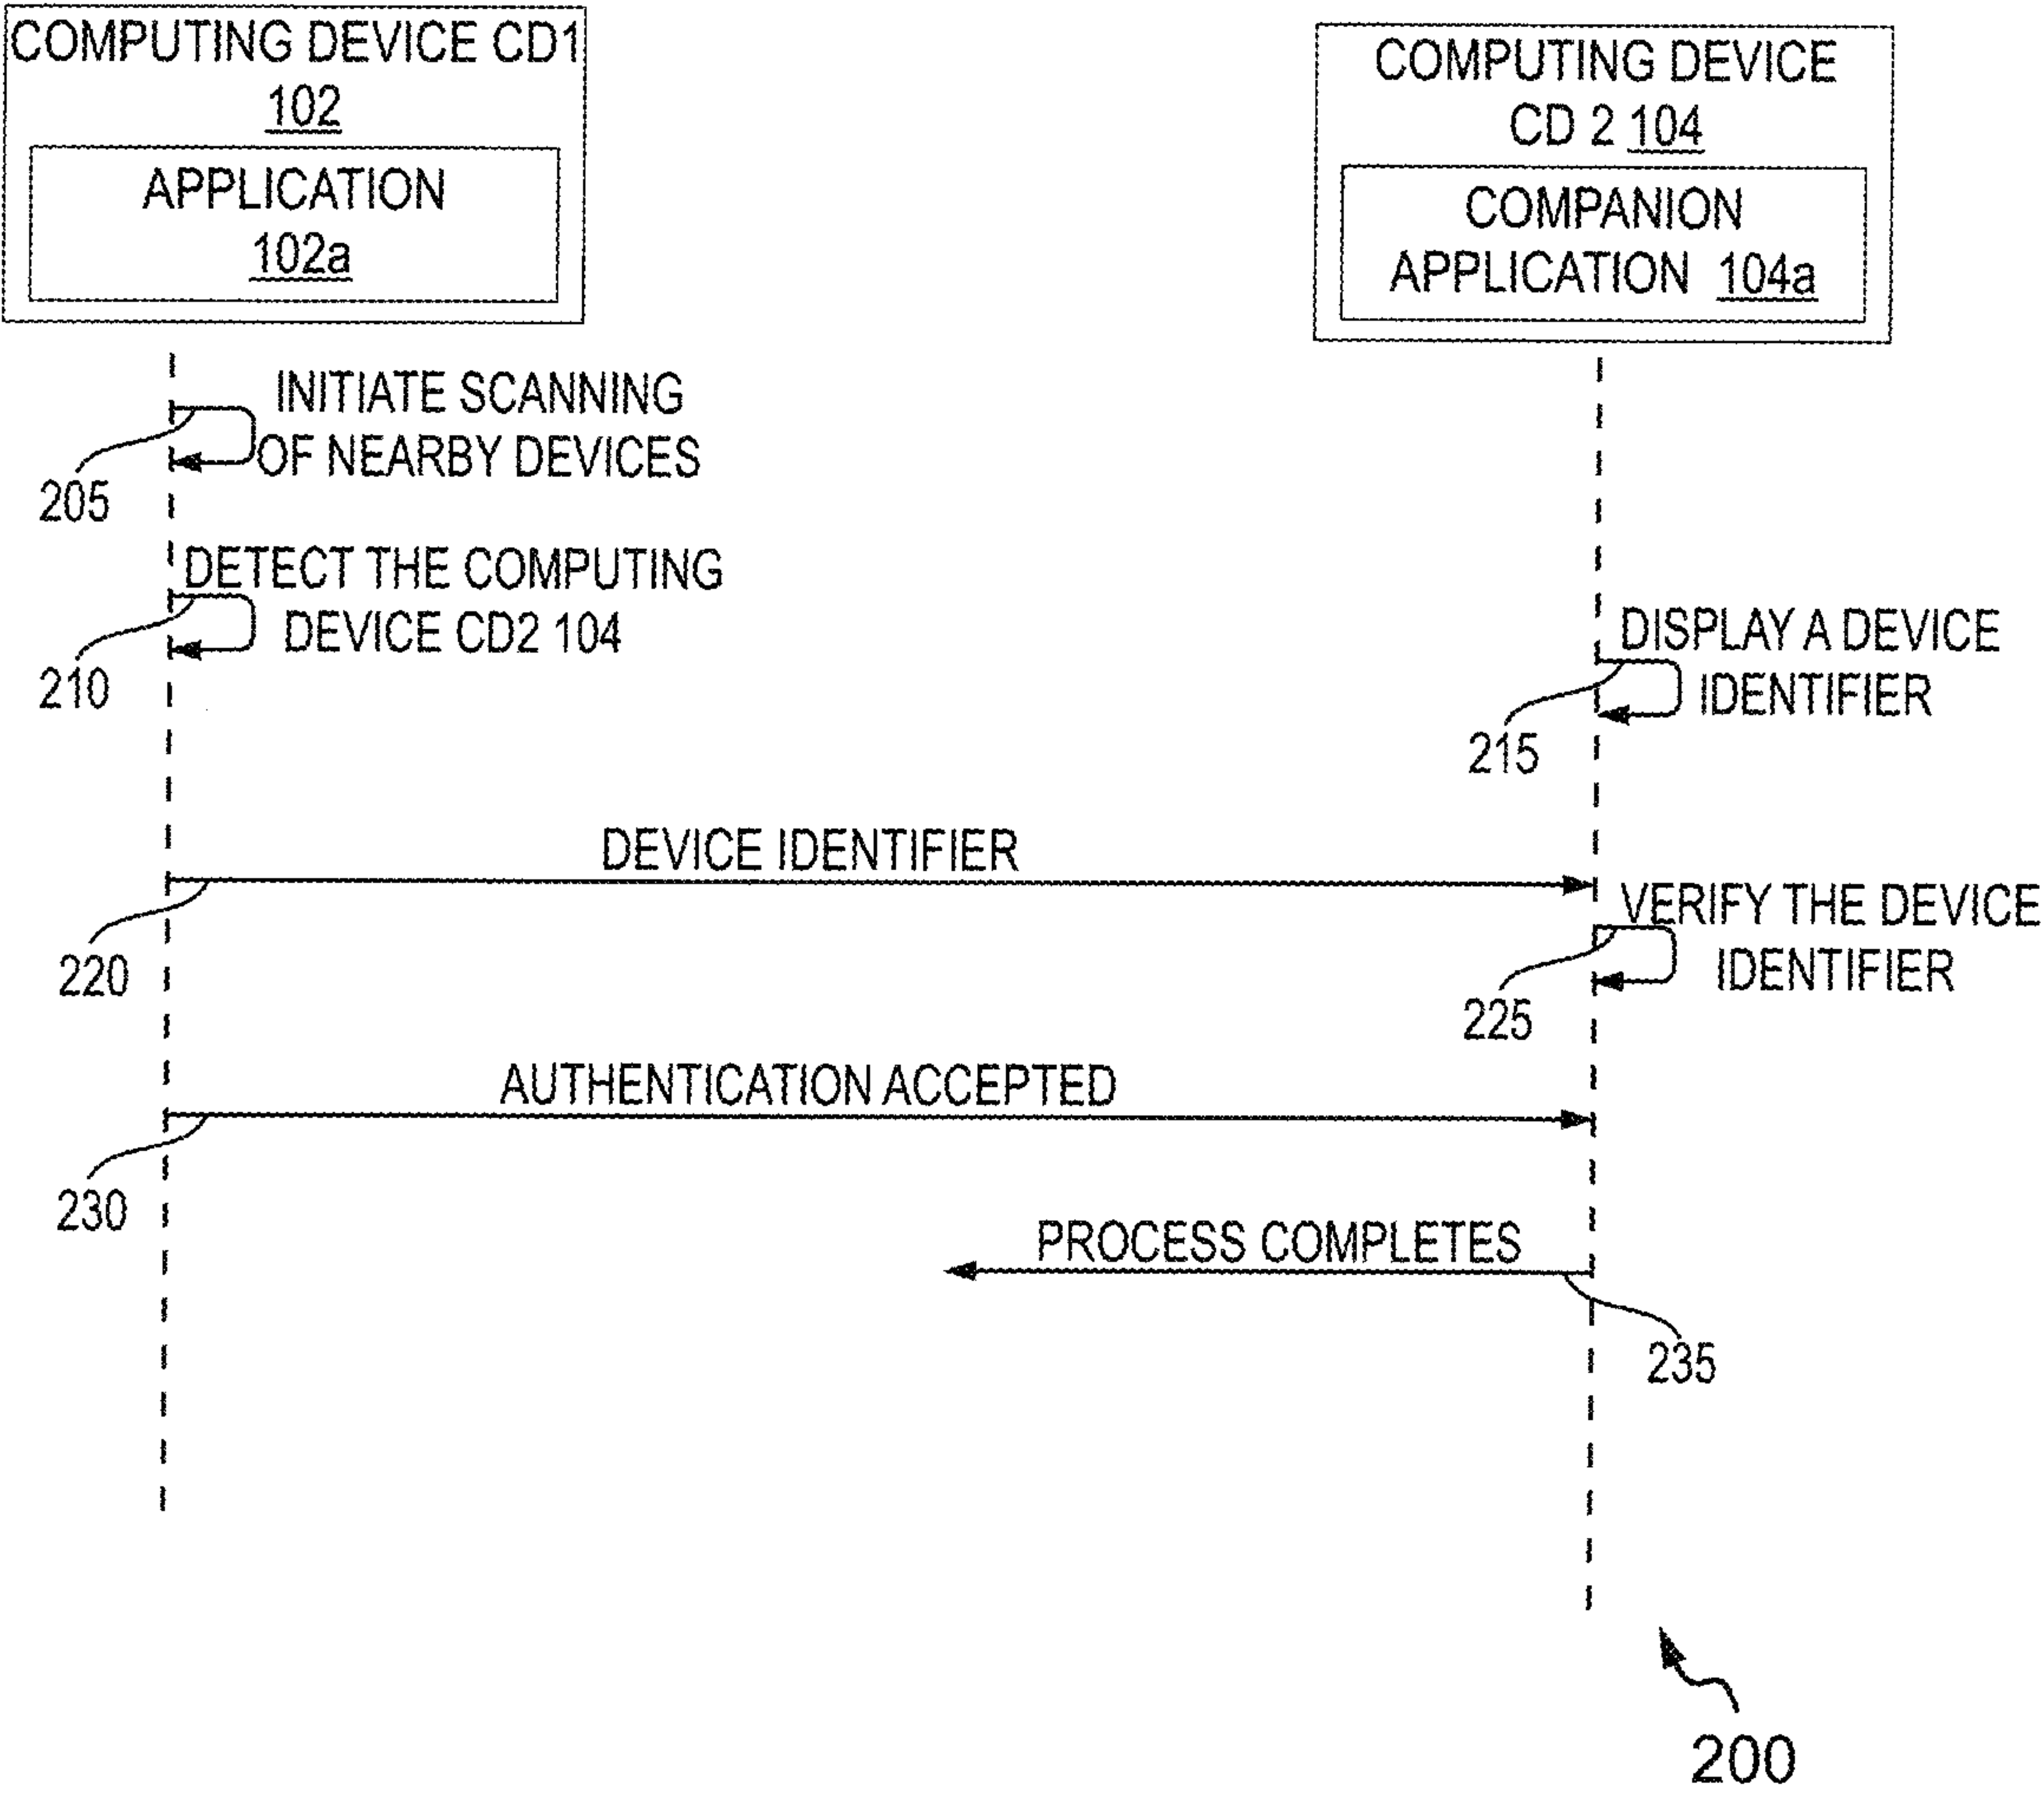 COMPUTING DEVICE CD1
102
APPLICATION
102a
COMPUTING DEVICE
CD 2 104
COMPANION
APPLICATION 104a
INITIATE SCANNING
OF NEARBY DEVICES
205
DETECT THE COMPUTING
DEVICE CD2 104
210
DISPLAY A DEVICE
IDENTIFIER
215
DEVICE IDENTIFIER
220
VERIFY THE DEVICE
IDENTIFIER
225
AUTHENTICATION ACCEPTED
230
PROCESS COMPLETES
235
200